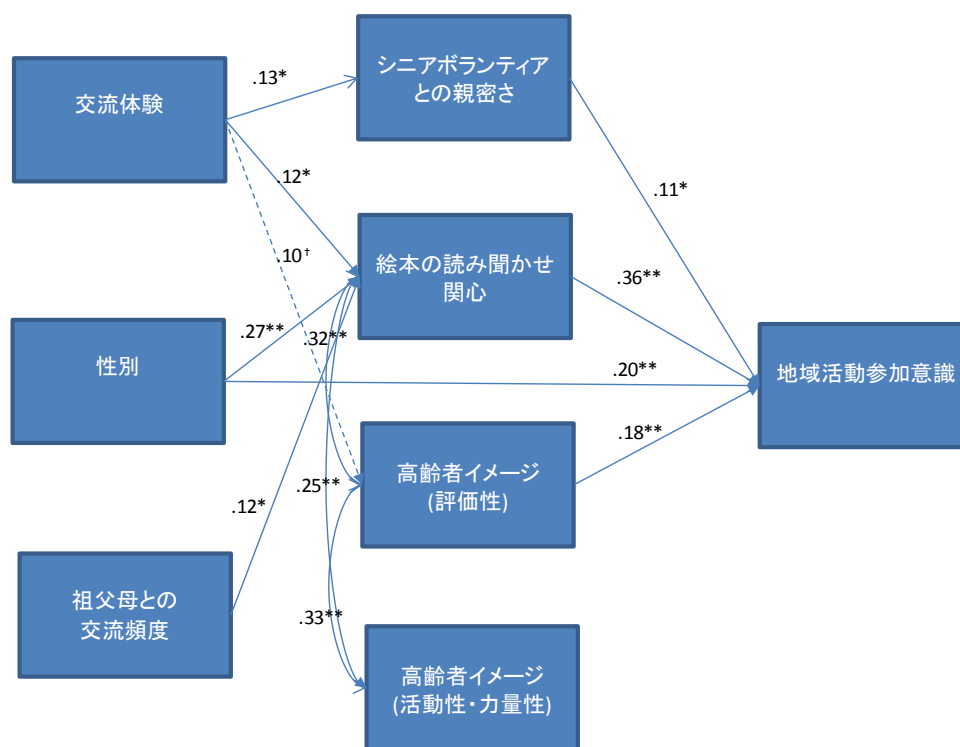 交流体験
シニアボランティア
との親密さ
.13*
.12*
.11*
.10†
絵本の読み聞かせ
関心
.36**
.27**
.32**
性別
.20**
地域活動参加意識
.18**
高齢者イメージ
(評価性)
.25**
.12*
祖父母との
交流頻度
.33**
高齢者イメージ
(活動性・力量性)